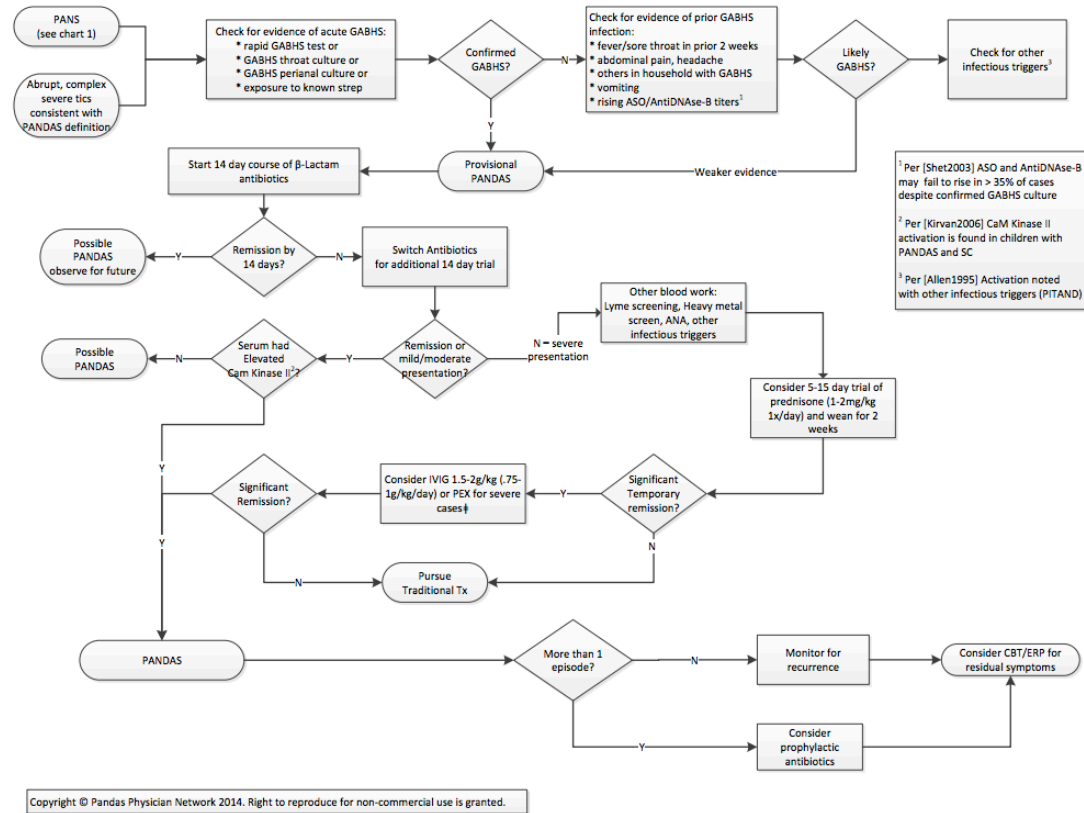 PANS
(see chart 1)
Abrupt, complex
severe tics
consistent with
PANDAS definition
Check for evidence of acute GABHS:
* rapid GABHS test or
* GABHS throat culture or
* GABHS perianal culture or
* exposure to known strep
Confirmed
GABHS?
N
Check for evidence of prior GABHS
infection:
* fever/sore throat in prior 2 weeks
* abdominal pain, headache
* others in household with GABHS
* vomiting
* rising ASO/AntiDNAse-B titers1
Likely
GABHS?
Check for other
infectious triggers3
Y
Start 14 day course of β-Lactam
antibiotics
Provisional
PANDAS
Weaker evidence
1 Per [Shet2003] ASO and AntiDNAse-B
may fail to rise in > 35% of cases
despite confirmed GABHS culture
2 Per [Kirvan2006] CaM Kinase II
activation is found in children with
PANDAS and SC
3 Per [Allen1995] Activation noted
with other infectious triggers (PITAND)
Possible
PANDAS
observe for future
Y
Remission by
14 days?
N
Switch Antibiotics
for additional 14 day trial
Other blood work:
Lyme screening, Heavy metal
screen, ANA, other
infectious triggers
Possible
PANDAS
N
Serum had
Elevated
Cam Kinase II2?
Y
Remission or
mild/moderate
presentation?
N – severe
presentation
Consider 5-15 day trial of
prednisone (1-2mg/kg
1x/day) and wean for 2
weeks
Y
Y
Significant
Remission?
Consider IVIG 1.5-2g/kg (.75-
1g/kg/day) or PEX for severe
casesǂ
Y
Significant
Temporary
remission?
N
N
Pursue
Traditional Tx
PANDAS
More than 1
episode?
N
Monitor for
recurrence
Consider CBT/ERP for
residual symptoms
Y
Consider
prophylactic
antibiotics
Copyright © Pandas Physician Network 2014. Right to reproduce for non-commercial use is granted.